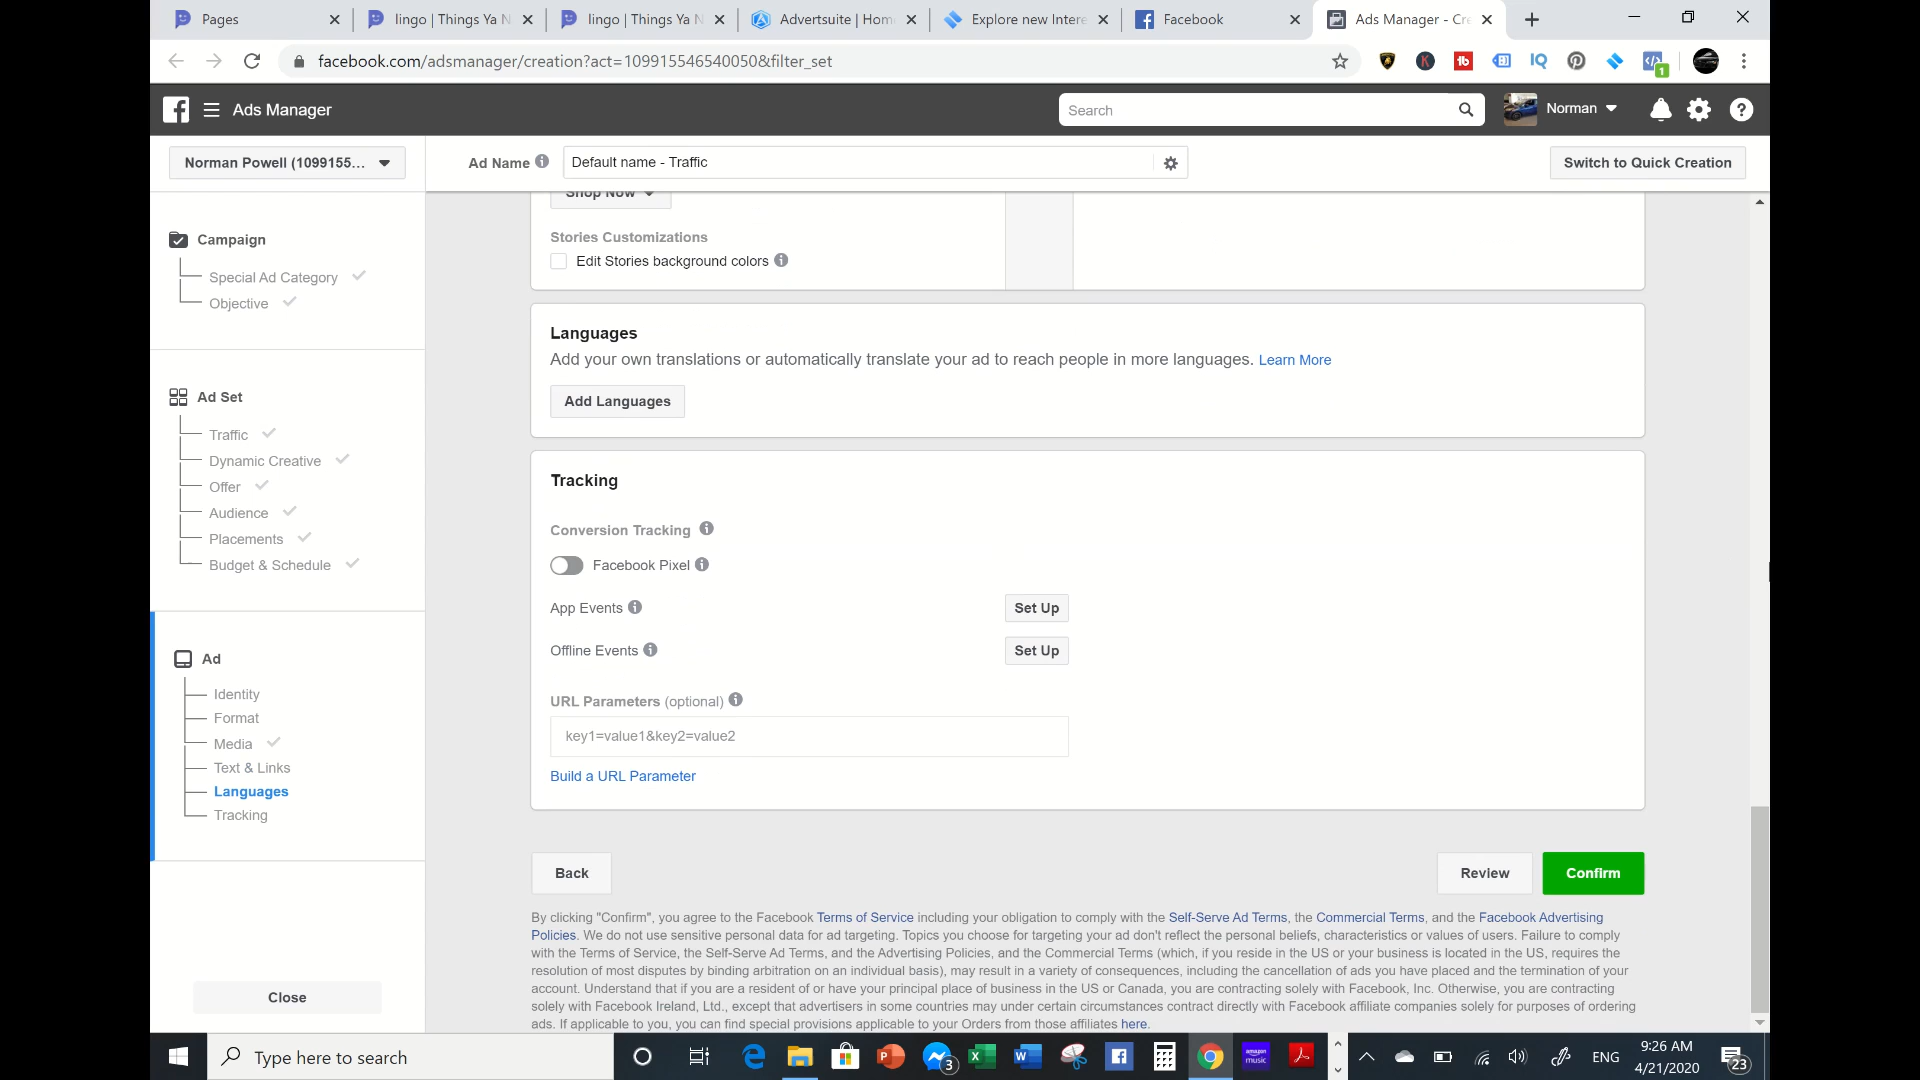 Pages
lingo | Things Ya N
lingo | Things Ya N
Advertsuite | Hom
Explore new Inter
Facebook
Ads Manager - Cre
facebook.com/adsmanager/creation?act=109915546540050&filter_set
1
Ads Manager
Search
Norman
Norman Powell (1099155...
Ad Name
Default name - Traffic
Switch to Quick Creation
Shop Now
Stories Customizations
Edit Stories background colors
Campaign
Special Ad Category
Objective
Languages
Add your own translations or automatically translate your ad to reach people in more languages. Learn More
Add Languages
Ad Set
Traffic
Dynamic Creative
Offer
Audience
Placements
Budget & Schedule
Tracking
Conversion Tracking
Facebook Pixel
App Events
Set Up
Offline Events
Set Up
URL Parameters (optional)
key1=value1&key2=value2
Build a URL Parameter
Ad
Identity
Format
Media
Text & Links
Languages
Tracking
Back
Review
Confirm
By clicking "Confirm", you agree to the Facebook Terms of Service including your obligation to comply with the Self-Serve Ad Terms, the Commercial Terms, and the Facebook Advertising
Policies. We do not use sensitive personal data for ad targeting. Topics you choose for targeting your ad don't reflect the personal beliefs, characteristics or values of users. Failure to comply
with the Terms of Service, the Self-Serve Ad Terms, and the Advertising Policies, and the Commercial Terms (which, if you reside in the US or your business is located in the US, requires the
resolution of most disputes by binding arbitration on an individual basis), may result in a variety of consequences, including the cancellation of ads you have placed and the termination of your
account. Understand that if you are a resident of or have your principal place of business in the US or Canada, you are contracting solely with Facebook, Inc. Otherwise, you are contracting
solely with Facebook Ireland, Ltd., except that advertisers in some countries may under certain circumstances contract directly with Facebook affiliate companies solely for purposes of ordering
ads. If applicable to you, you can find special provisions applicable to your Orders from those affiliates here.
Close
Type here to search
3
amazon music
ENG
9:26 AM
4/21/2020
23